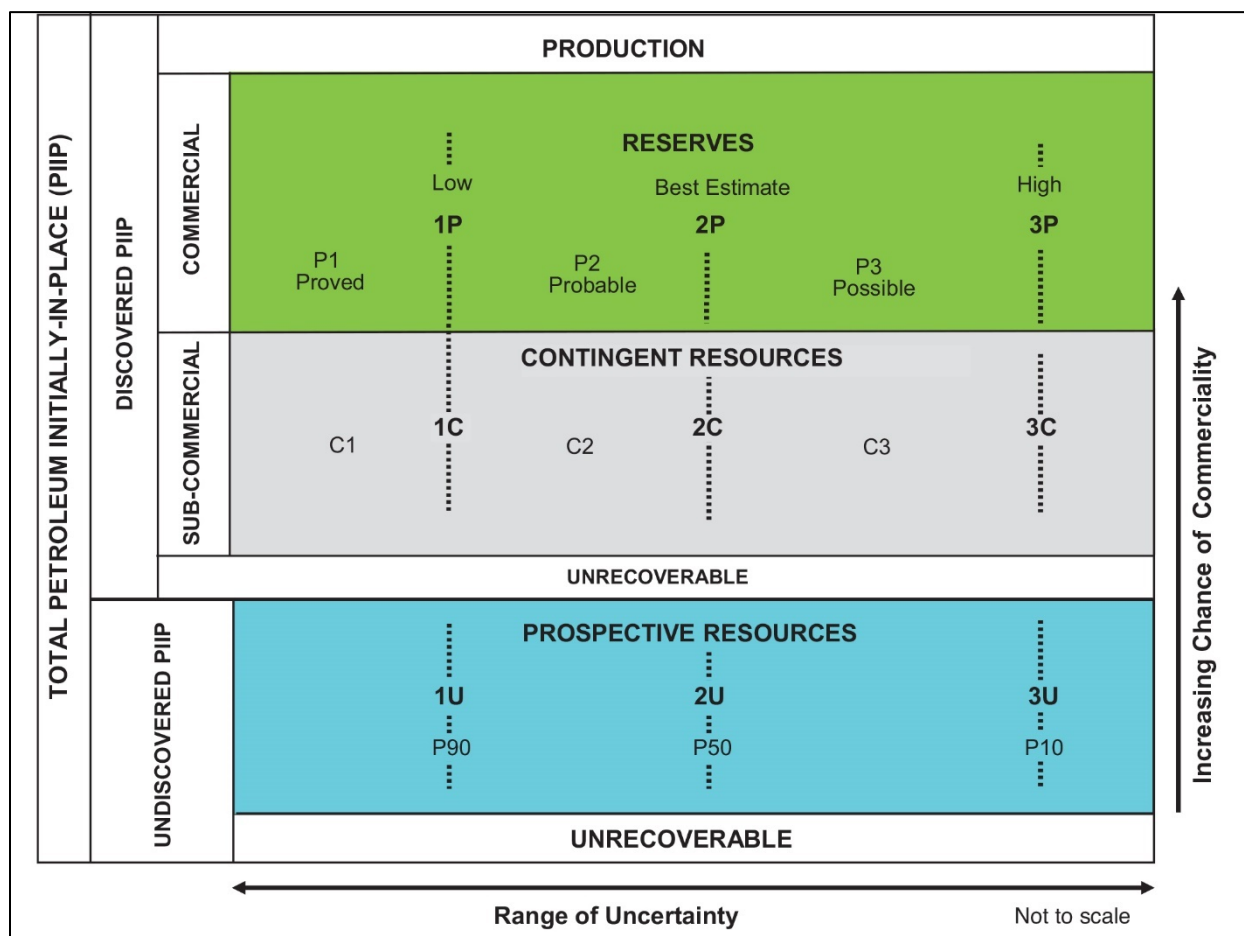 TOTAL PETROLEUM INITIALLY-IN-PLACE (PIIP)
DISCOVERED PIIP
UNDISCOVERED PIIP
COMMERCIAL
SUB-COMMERCIAL
PRODUCTION
RESERVES
Low
Best Estimate
High
1P
2P
3P
P1
Proved
P2
Probable
P3
Possible
CONTINGENT RESOURCES
1C
2C
3C
C1
C2
C3
UNRECOVERABLE
PROSPECTIVE RESOURCES
1U
2U
3U
P90
P50
P10
UNRECOVERABLE
Increasing Chance of Commerciality
Range of Uncertainty
Not to scale